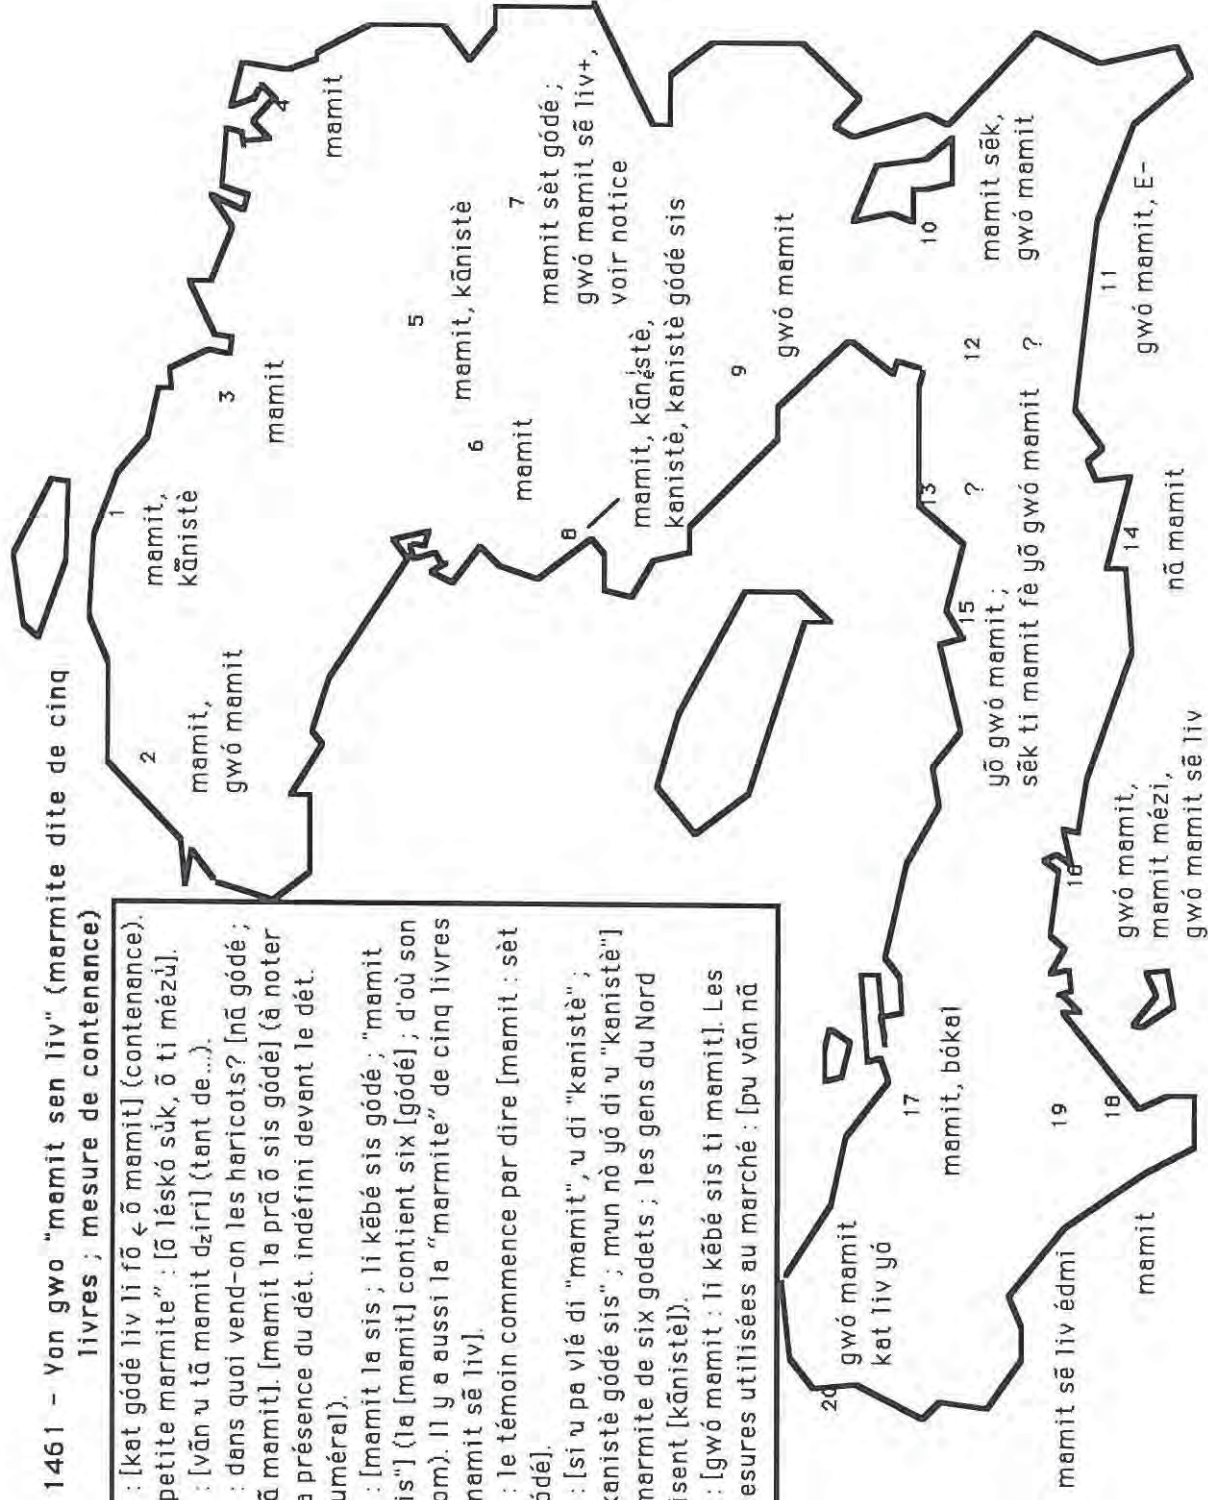 1461 - Yon gwo "mamit sen liv" (marmite dite de cinq
livres ; mesure de contenance)
: [kat gódé liv li fõ õ mamit] (contenance).
petite marmite" : [õ léskó sùk, õ ti mézù].
: [vãn u tã mamit dziri] (tant de...).
: dans quoi vend-on les haricots? [nã gódé ;
ã mamit]. [mamit la prã õ sis gódé] (à noter
a présence du dét. indéfini devant le dét.
uméral).
: [mamit la sis ; li kẽbé sis gódé ; "mamit
is"] (la [mamit] contient six [gódé] ; d'où son
om). Il y a aussi la "marmite" de cinq livres
mamit sẽ liv].
: le témoin commence par dire [mamit : sèt
ódé].
: [si u pa vlé di "mamit", u di "kanistè" ;
kanistè gódé sis" ; mun nò yó di u "kanistè"]
marmite de six godets ; les gens du Nord
isent [kãnistè]).
: [gwó mamit : li kẽbé sis ti mamit]. Les
esures utilisées au marché : [pu vãn nã
1
mamit,
kãnistè
2
mamit,
gwó mamit
3
mamit
4
mamit
5
mamit, kãnistè
6
mamit
7
mamit sèt gódé ;
gwó mamit sẽ liv+,
voir notice
8
mamit, kãnistè,
kanistè, kanistè gódé sis
9
gwó mamit
10
mamit sẽk,
gwó mamit
11
gwó mamit, E-
12
?
13
?
14
nã mamit
15
yõ gwó mamit ;
sẽk ti mamit fè yõ gwó mamit
16
gwó mamit,
mamit mézi,
gwó mamit sẽ liv
17
mamit, bókal
18
mamit
19
mamit sẽ liv édmi
20
gwó mamit
kat liv yó